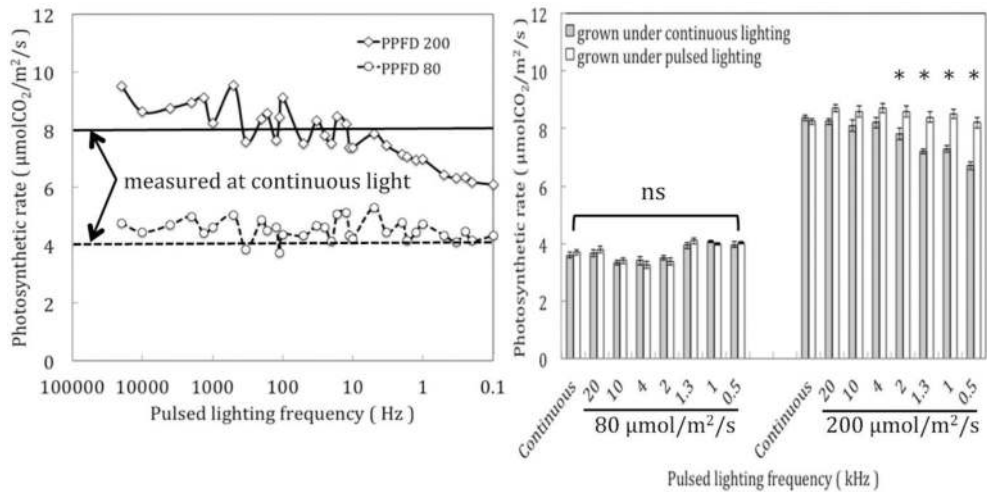 12
10
8
6
4
2
0
Photosynthetic rate ( μmolCO₂/m²/s )
PPFD 200
PPFD 80
measured at continuous light
100000 10000 1000 100 10 1 0.1
Pulsed lighting frequency ( Hz )
12
10
8
6
4
2
0
Photosynthetic rate ( μmolCO₂/m²/s )
grown under continuous lighting
grown under pulsed lighting
* * * *
ns
Continuous 20 10 4 2 1.3 1 0.5 Continuous 20 10 4 2 1.3 1 0.5
80 μmol/m²/s 200 μmol/m²/s
Pulsed lighting frequency ( kHz )